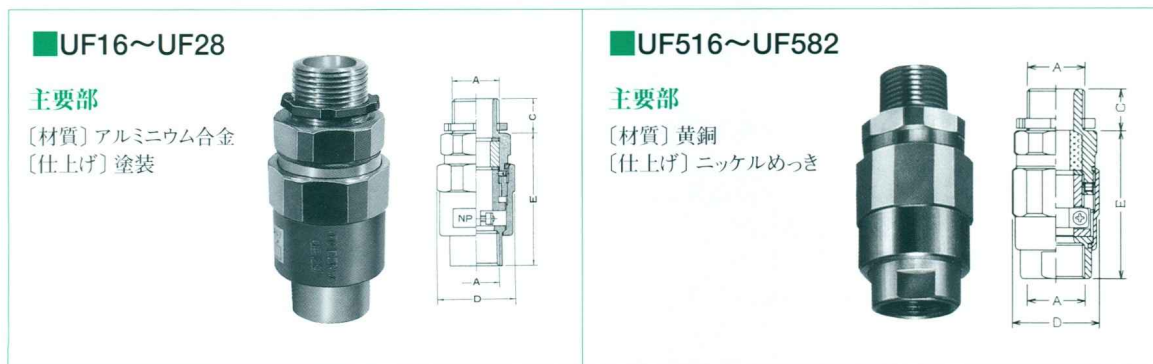 ■UF16～UF28
主要部
〔材質〕アルミニウム合金
〔仕上げ〕塗装
A
C
E
NP
A
D
■UF516～UF582
主要部
〔材質〕黄銅
〔仕上げ〕ニッケルめっき
A
C
E
A
D